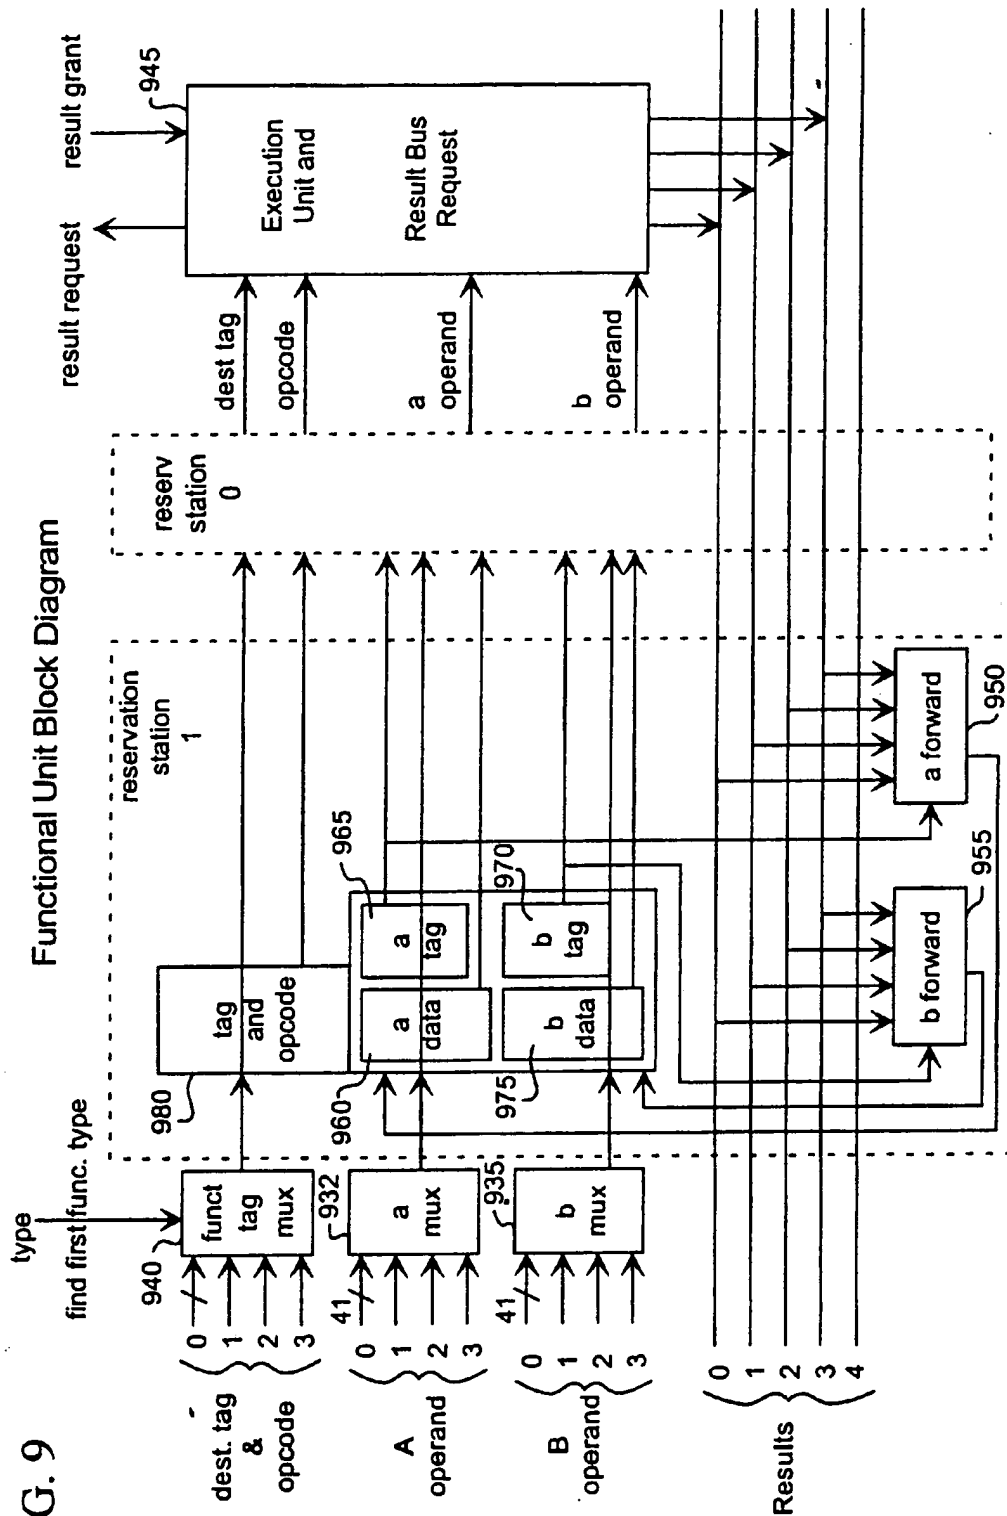 G. 9
Functional Unit Block Diagram
type
find first func. type
result request
result grant
945
Execution
Unit and
Result Bus
Request
dest tag
opcode
a
operand
b
operand
reserv
station
0
reservation
station
1
940
funct
tag
mux
0
1
2
3
dest. tag
&
opcode
980
tag
and
opcode
932
a
mux
41
0
1
2
3
A
operand
960
a
data
965
a
tag
935
b
mux
41
0
1
2
3
B
operand
975
b
data
970
b
tag
0
1
2
3
4
Results
b forward
955
a forward
950